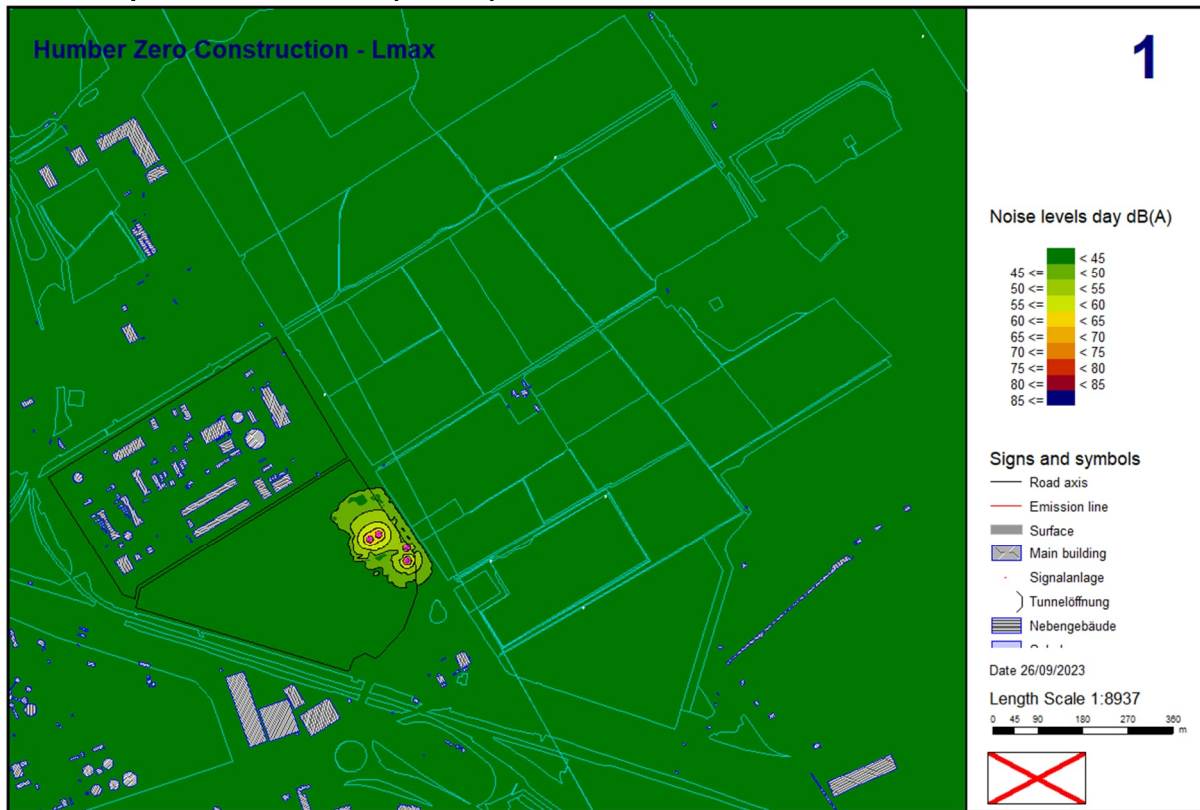 Humber Zero Construction - Lmax
1
Noise levels day dB(A)
< 45
45 <= < 50
50 <= < 55
55 <= < 60
60 <= < 65
65 <= < 70
70 <= < 75
75 <= < 80
80 <= < 85
85 <=
Signs and symbols
Road axis
Emission line
Surface
Main building
Signalanlage
Tunnelöffnung
Nebengebäude
Date 26/09/2023
Length Scale 1:8937
0 45 90 180 270 360
m